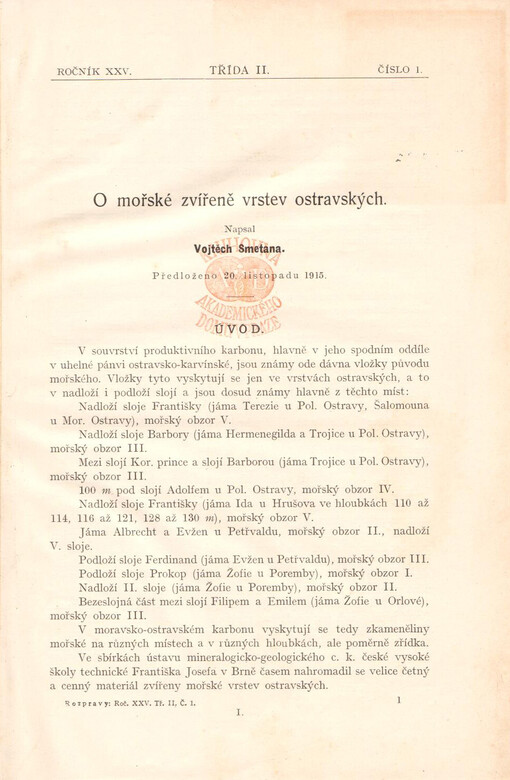 ROČNÍK XXV. TŘÍDA II. ČÍSLO 1.
O mořské zvířeně vrstev ostravských.
Napsal
Vojtěch Smetana.
Předloženo 20. listopadu 1915.
KNIHOVNA
AKADEMICKÉHO
DOMU V PRAZE
ÚVOD.
V souvrství produktivního karbonu, hlavně v jeho spodním oddíle
v uhelné pánvi ostravsko-karvínské, jsou známy ode dávna vložky původu
mořského. Vložky tyto vyskytují se jen ve vrstvách ostravských, a to
v nadloží i podloží slojí a jsou dosud známy hlavně z těchto míst:
Nadloží sloje Františky (jáma Terezie u Pol. Ostravy, Šalomouna
u Mor. Ostravy), mořský obzor V.
Nadloží sloje Barbory (jáma Hermenegilda a Trojice u Pol. Ostravy),
mořský obzor III.
Mezi slojí Kor. prince a slojí Barborou (jáma Trojice u Pol. Ostravy),
mořský obzor III.
100 m pod slojí Adolfem u Pol. Ostravy, mořský obzor IV.
Nadloží sloje Františky (jáma Ida u Hrušova ve hloubkách 110 až
114, 116 až 121, 128 až 130 m), mořský obzor V.
Jáma Albrecht a Evžen u Petřvaldu, mořský obzor II., nadloží
V. sloje.
Podloží sloje Ferdinand (jáma Evžen u Petřvaldu), mořský obzor III.
Podloží sloje Prokop (jáma Žofie u Poremby), mořský obzor I.
Nadloží II. sloje (jáma Žofie u Poremby), mořský obzor II.
Bezeslojná část mezi slojí Filipem a Emilem (jáma Žofie u Orlové),
mořský obzor III.
V moravsko-ostravském karbonu vyskytují se tedy zkameněliny
mořské na různých místech a v různých hloubkách, ale poměrně zřídka.
Ve sbírkách ústavu mineralogicko-geologického c. k. české vysoké
školy technické Františka Josefa v Brně časem nahromadil se velice četný
a cenný materiál zvířeny mořské vrstev ostravských.
Rozpravy: Roč. XXV. Tř. II, Č. 1. 1
I.